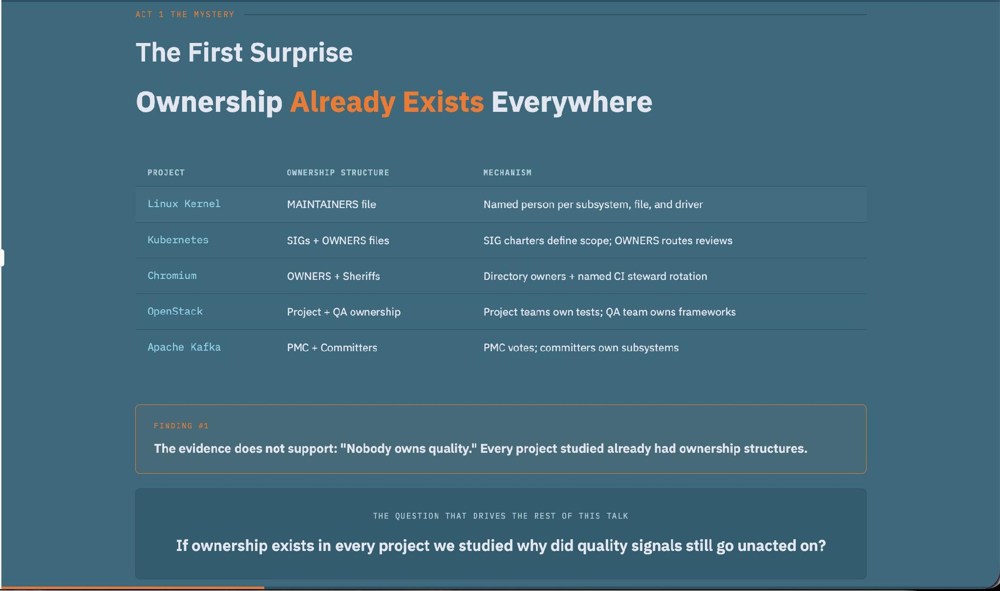 ACT 1 THE MYSTERY
The First Surprise
Ownership Already Exists Everywhere
PROJECT OWNERSHIP STRUCTURE MECHANISM
Linux Kernel MAINTAINERS file Named person per subsystem, file, and driver
Kubernetes SIGs + OWNERS files SIG charters define scope; OWNERS routes reviews
Chromium OWNERS + Sheriffs Directory owners + named CI steward rotation
OpenStack Project + QA ownership Project teams own tests; QA team owns frameworks
Apache Kafka PMC + Committers PMC votes; committers own subsystems
FINDING #1
The evidence does not support: "Nobody owns quality." Every project studied already had ownership structures.
THE QUESTION THAT DRIVES THE REST OF THIS TALK
If ownership exists in every project we studied why did quality signals still go unacted on?